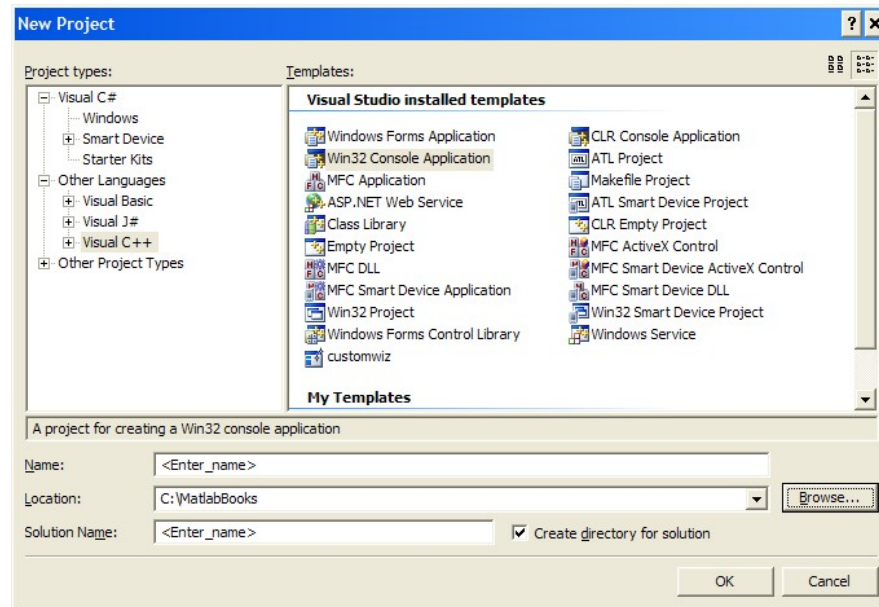 New Project
Project types:
Templates:
Visual C#
Windows
Smart Device
Starter Kits
Other Languages
Visual Basic
Visual J#
Visual C++
Other Project Types
Visual Studio installed templates
Windows Forms Application
Win32 Console Application
MFC Application
ASP.NET Web Service
Class Library
Empty Project
MFC DLL
MFC Smart Device Application
Win32 Project
Windows Forms Control Library
customwiz
CLR Console Application
ATL Project
Makefile Project
ATL Smart Device Project
CLR Empty Project
MFC ActiveX Control
MFC Smart Device ActiveX Control
MFC Smart Device DLL
Win32 Smart Device Project
Windows Service
My Templates
A project for creating a Win32 console application
Name: <Enter_name>
Location: C:\MatlabBooks Browse...
Solution Name: <Enter_name> Create directory for solution
OK Cancel